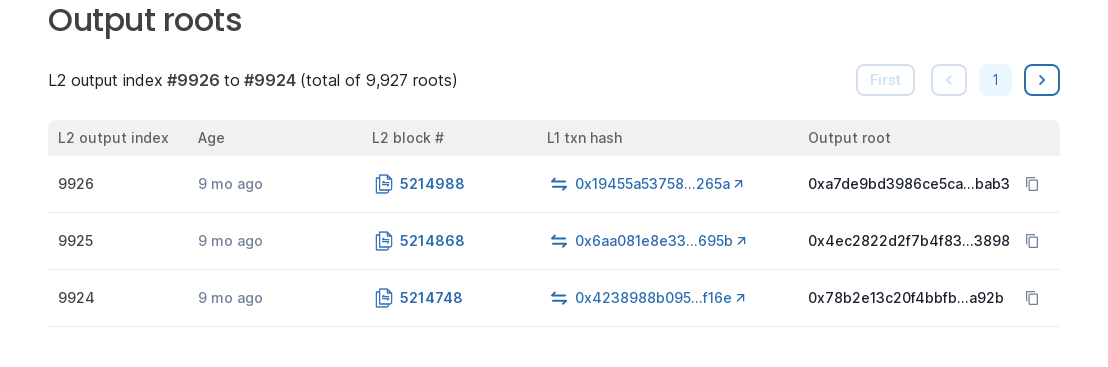 Output roots
L2 output index #9926 to #9924 (total of 9,927 roots)
First 1
L2 output index Age L2 block # L1 txn hash Output root
9926 9 mo ago 5214988 0x19455a53758...265a 0xa7de9bd3986ce5ca...bab3
9925 9 mo ago 5214868 0x6aa081e8e33...695b 0x4ec2822d2f7b4f83...3898
9924 9 mo ago 5214748 0x4238988b095...f16e 0x78b2e13c20f4bbfb...a92b